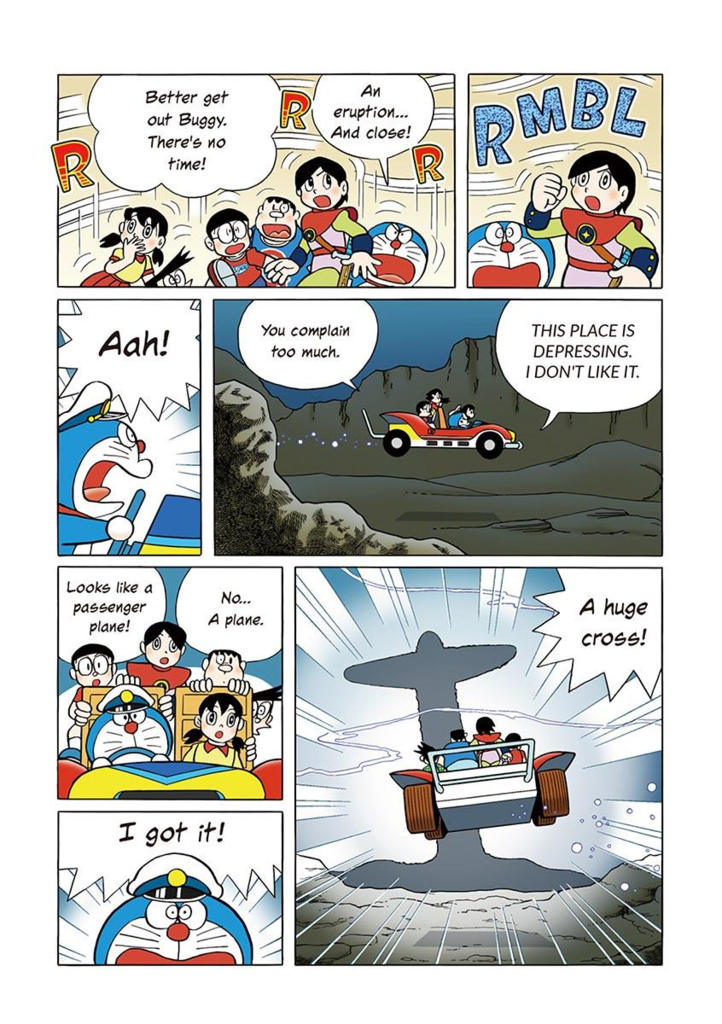 RMBL
An
eruption...
And close!
R
R
Better get
out Buggy.
There's no
time!
R
THIS PLACE IS
DEPRESSING.
I DON'T LIKE IT.
You complain
too much.
Aah!
A huge
cross!
No...
A plane.
Looks like a
passenger
plane!
I got it!